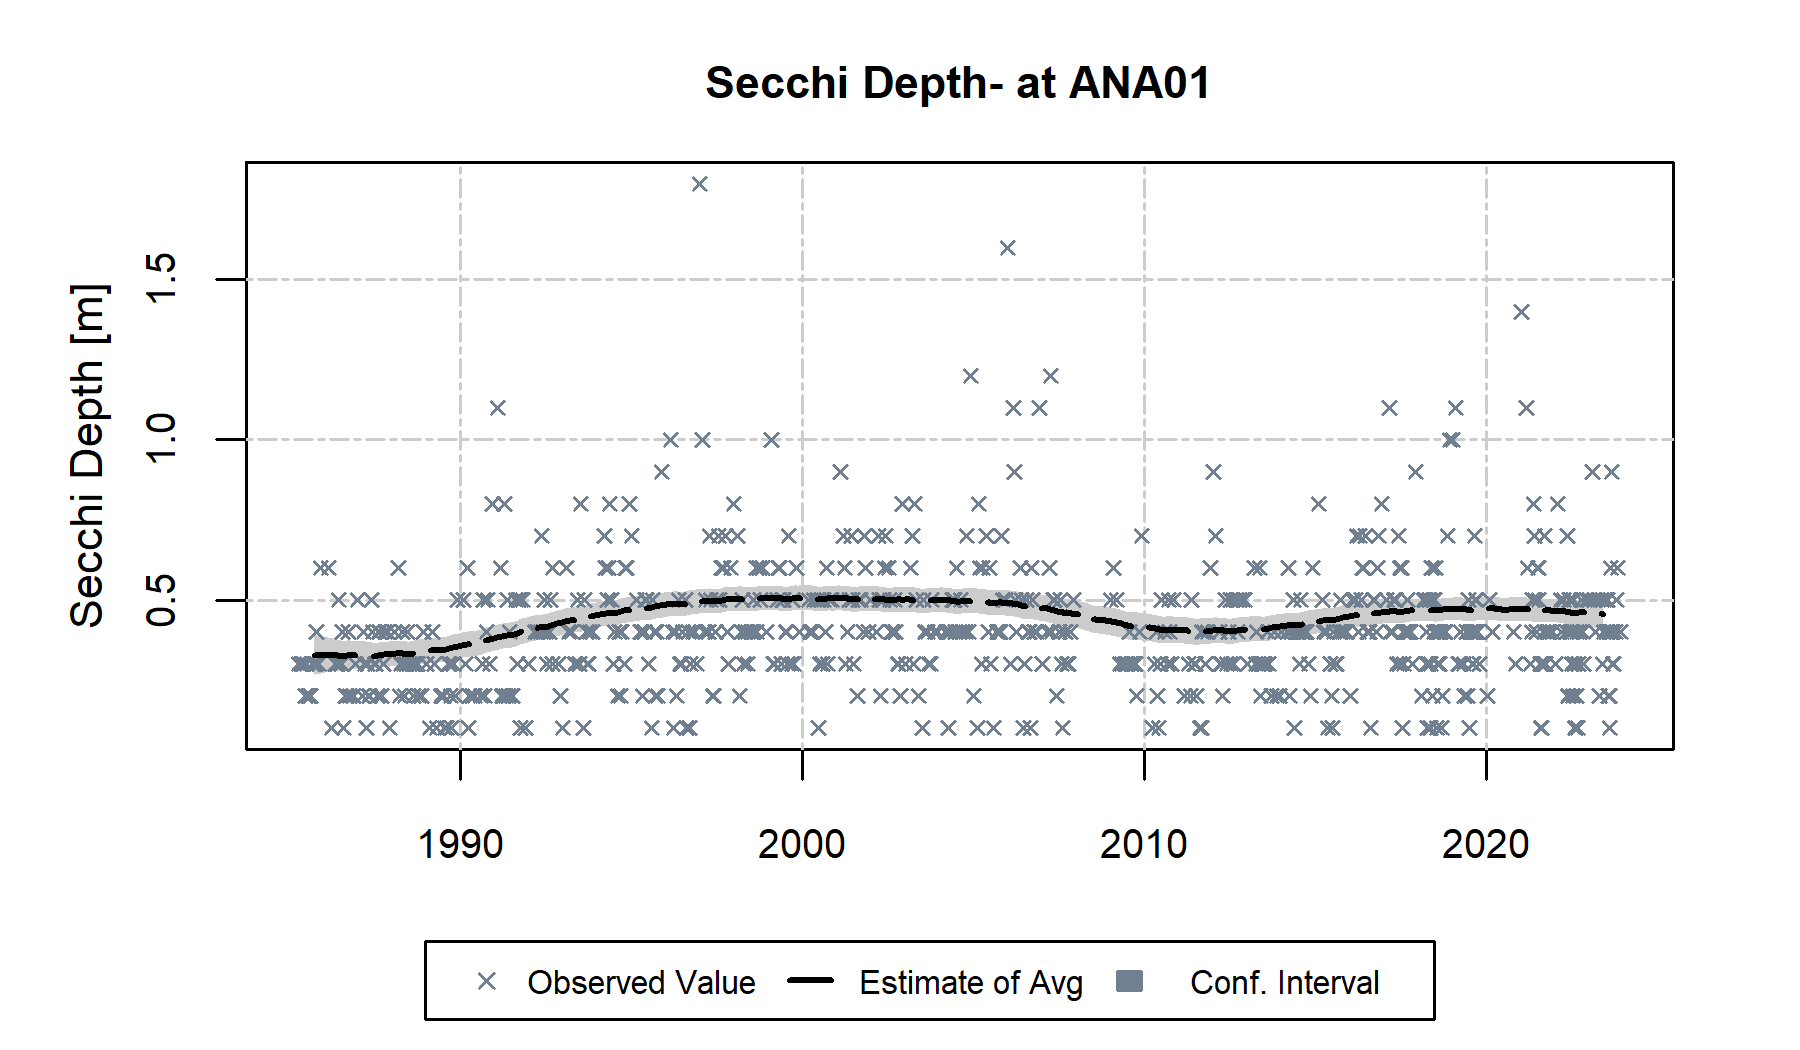 Secchi Depth- at ANA01
Secchi Depth [m]
1.5
1.0
0.5
1990 2000 2010 2020
Observed Value Estimate of Avg Conf. Interval